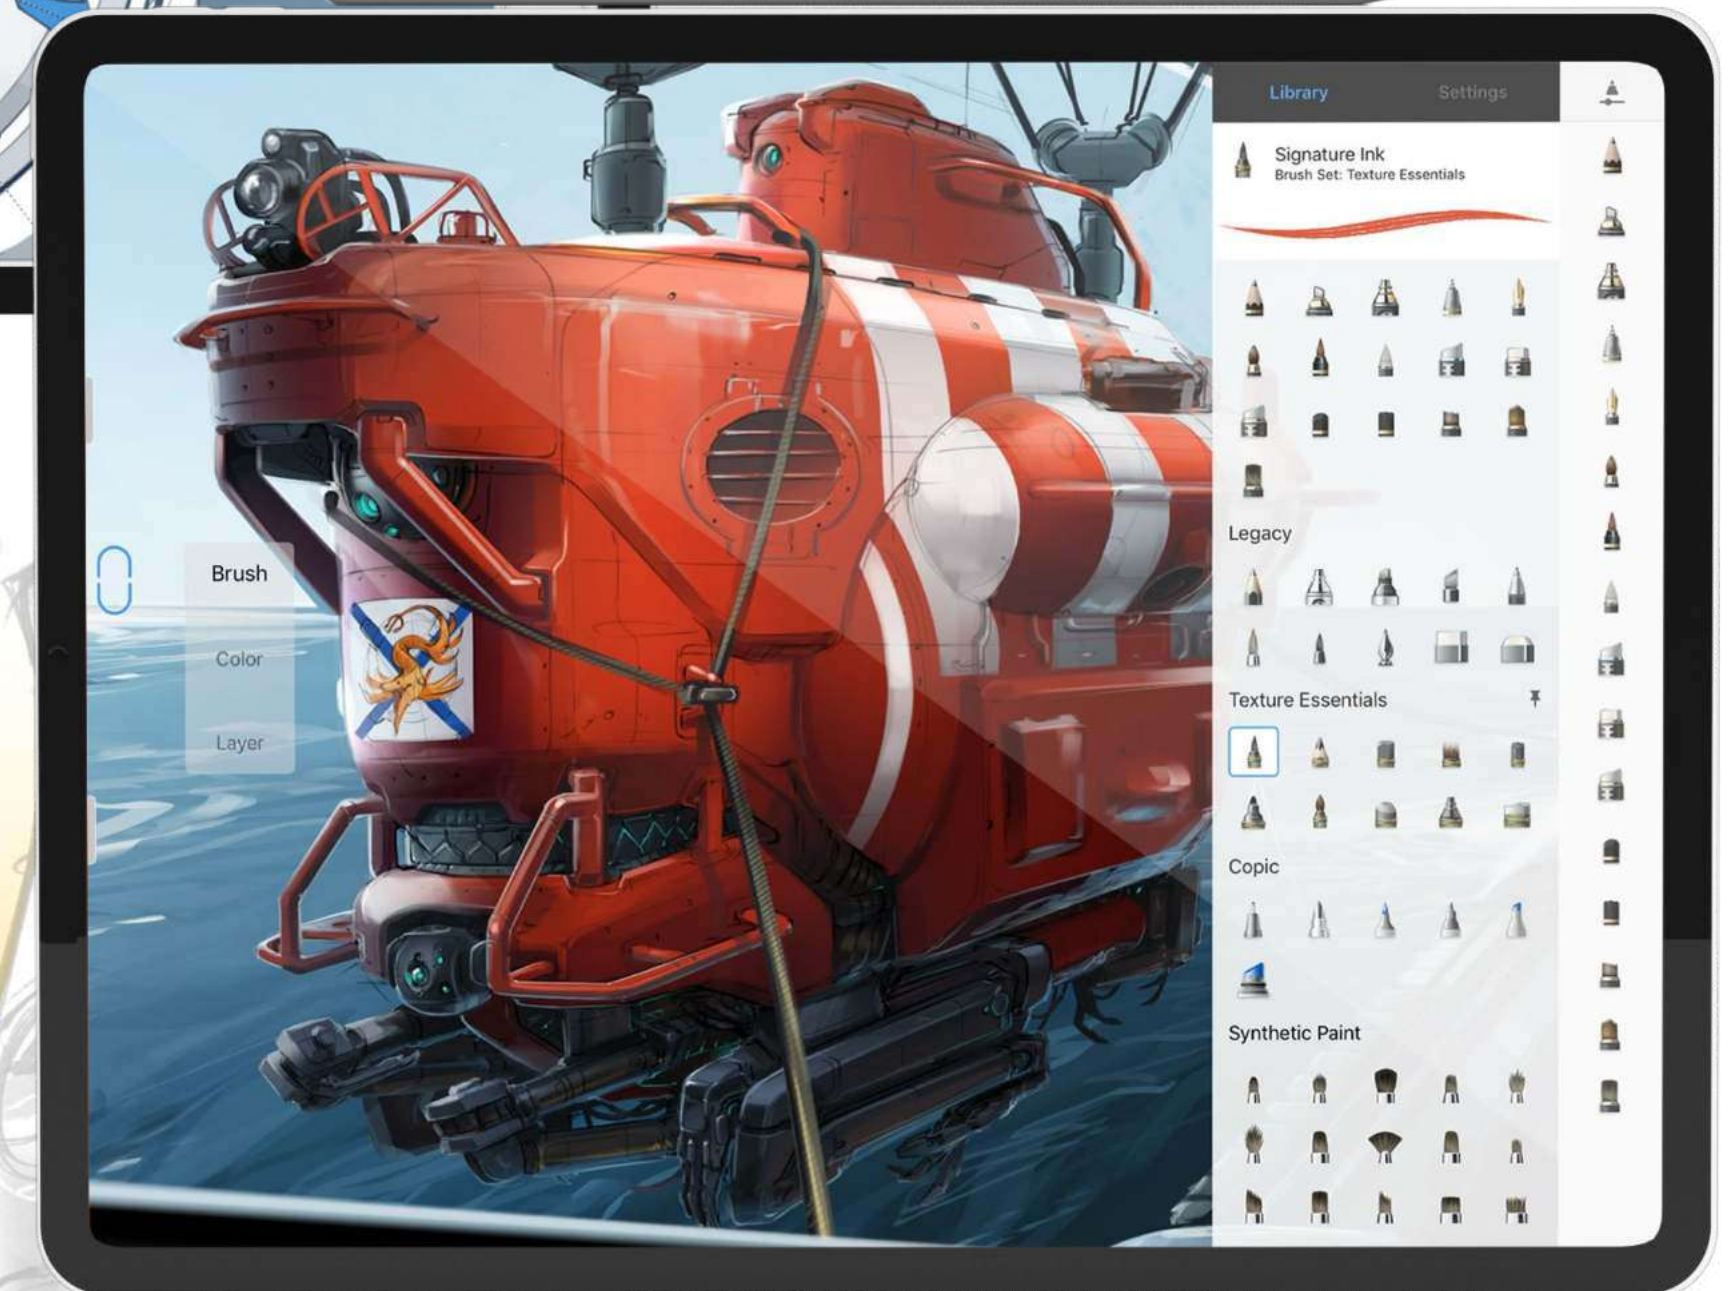 Library
Settings
Signature Ink
Brush Set: Texture Essentials
Legacy
Texture Essentials
Copic
Synthetic Paint
Brush
Color
Layer